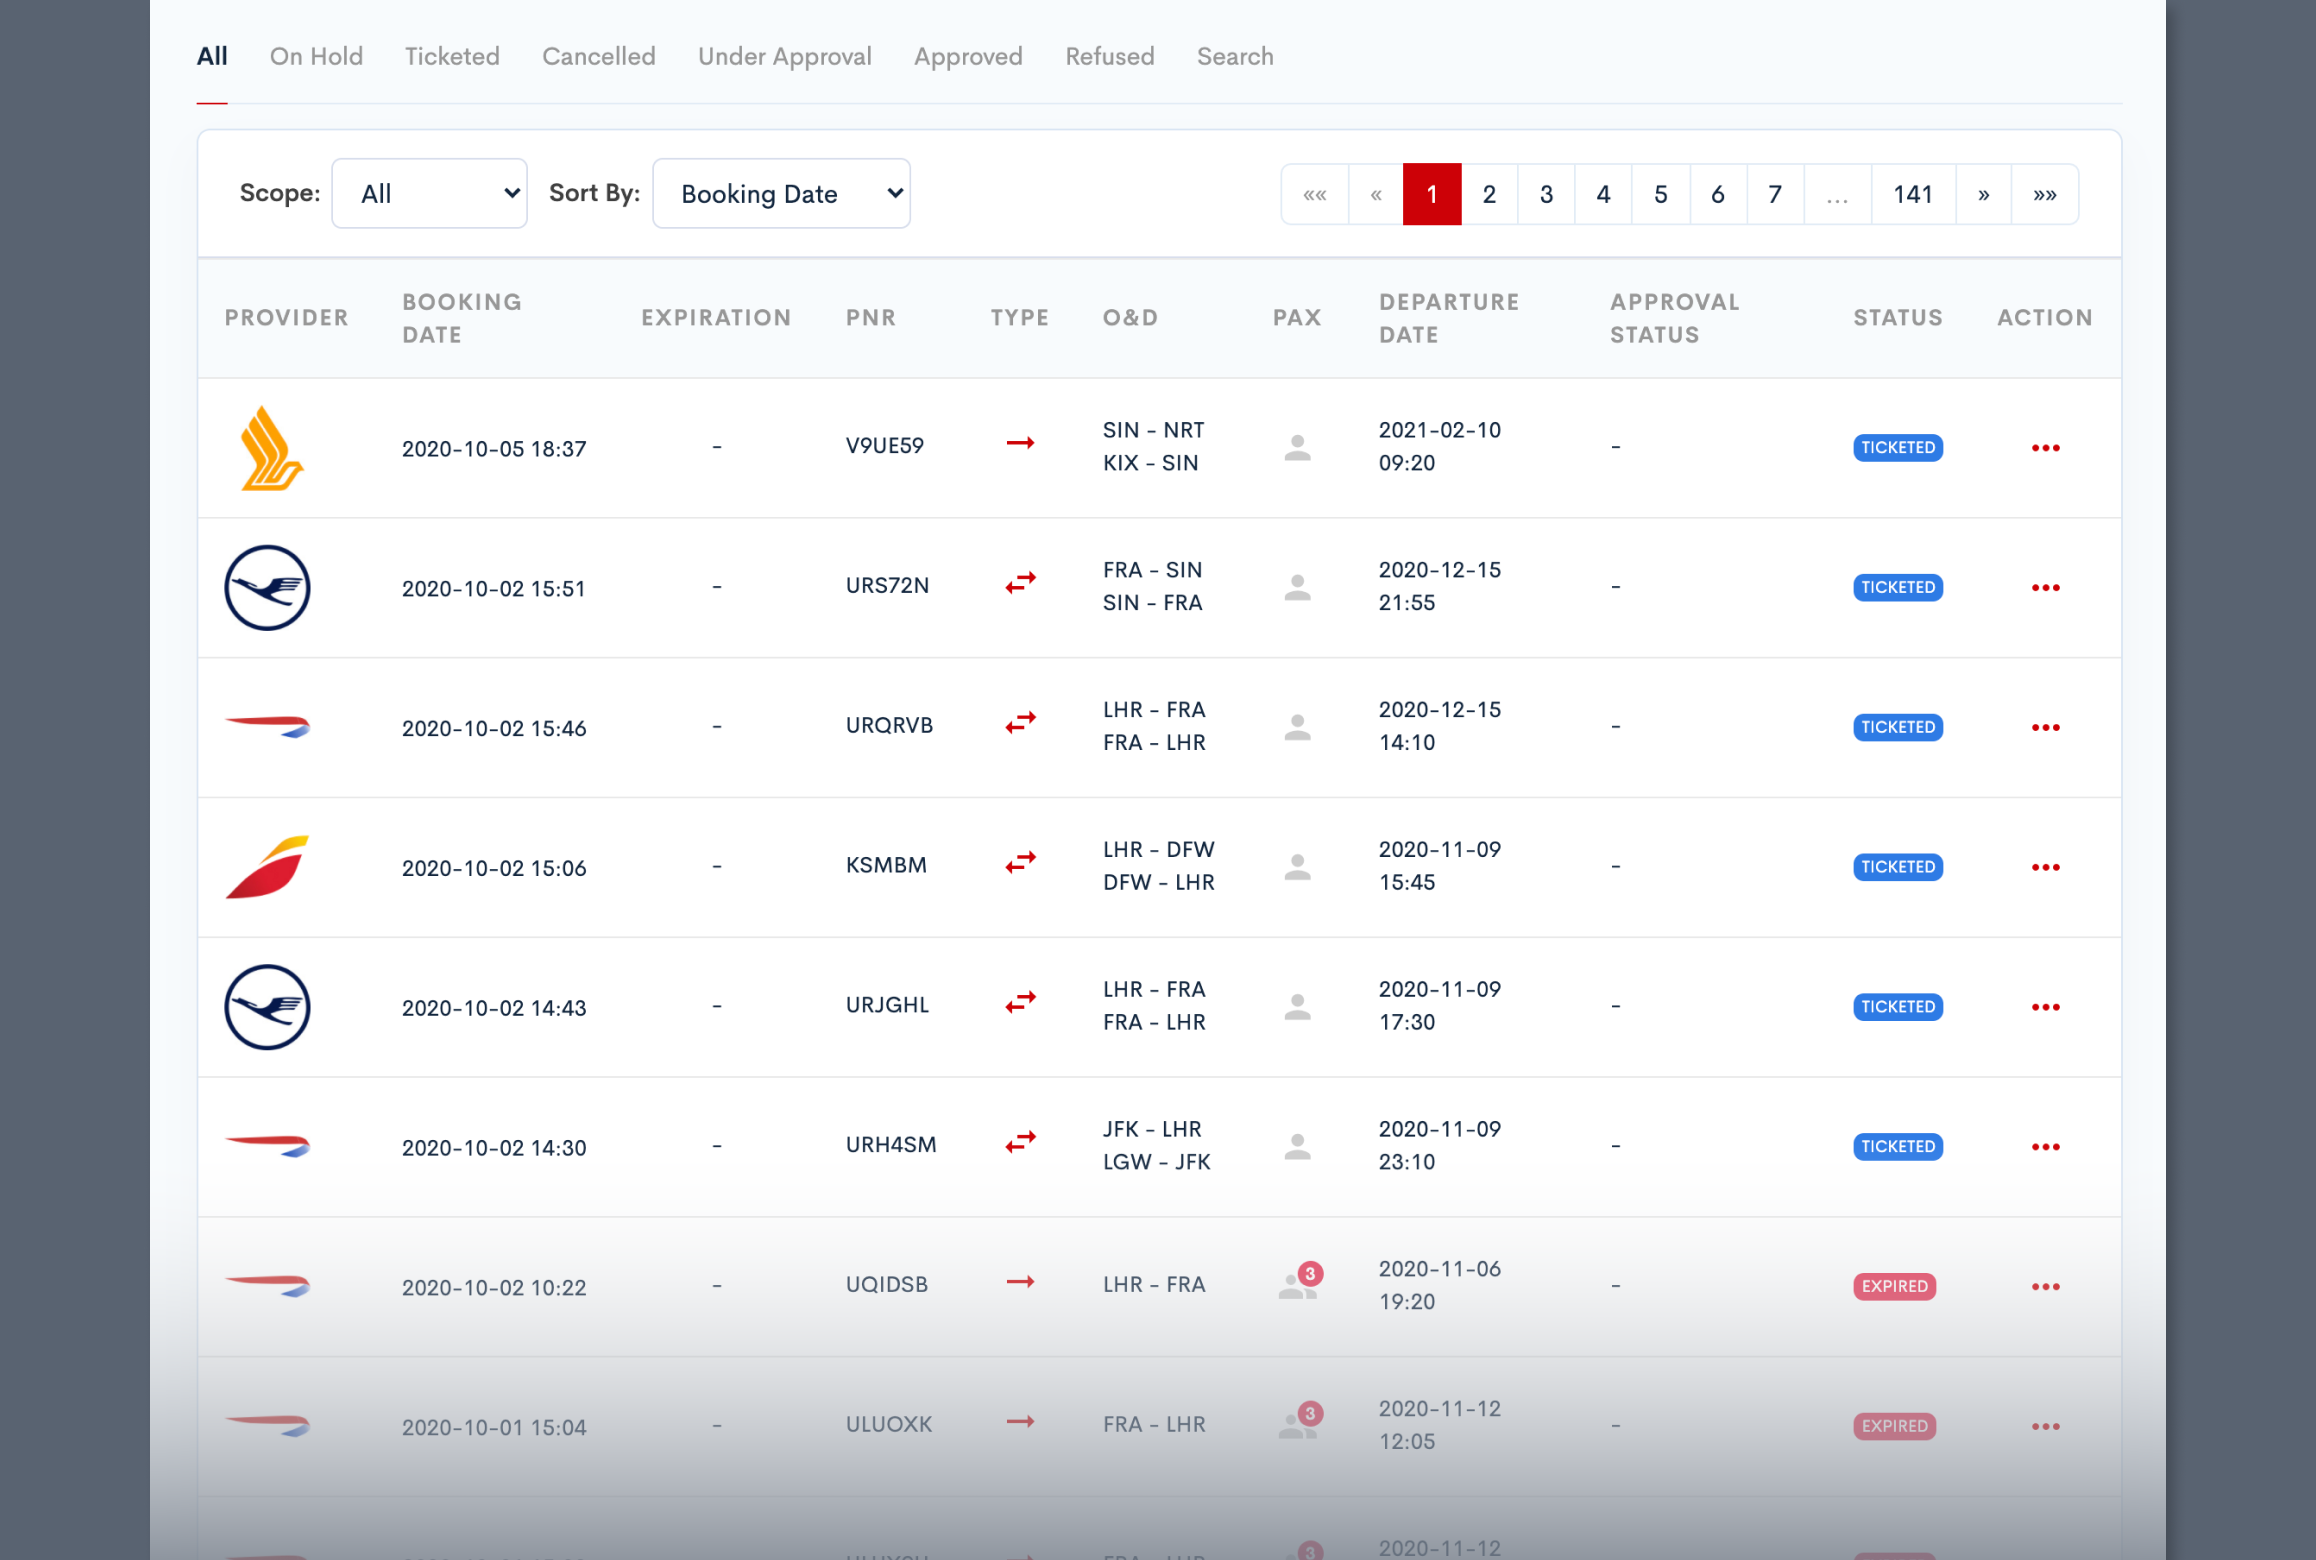 All On Hold Ticketed Cancelled Under Approval Approved Refused Search
Scope: All Sort By: Booking Date «« « 1 2 3 4 5 6 7 ... 141 » »»
PROVIDER BOOKING DATE EXPIRATION PNR TYPE O&D PAX DEPARTURE DATE APPROVAL STATUS STATUS ACTION
2020-10-05 18:37 - V9UE59 SIN - NRT KIX - SIN 2021-02-10 09:20 - TICKETED
2020-10-02 15:51 - URS72N FRA - SIN SIN - FRA 2020-12-15 21:55 - TICKETED
2020-10-02 15:46 - URQRVB LHR - FRA FRA - LHR 2020-12-15 14:10 - TICKETED
2020-10-02 15:06 - KSMBM LHR - DFW DFW - LHR 2020-11-09 15:45 - TICKETED
2020-10-02 14:43 - URJGHL LHR - FRA FRA - LHR 2020-11-09 17:30 - TICKETED
2020-10-02 14:30 - URH4SM JFK - LHR LGW - JFK 2020-11-09 23:10 - TICKETED
2020-10-02 10:22 - UQIDSB LHR - FRA 3 2020-11-06 19:20 - EXPIRED
2020-10-01 15:04 - ULUOXK FRA - LHR 3 2020-11-12 12:05 - EXPIRED
3 2020-11-12